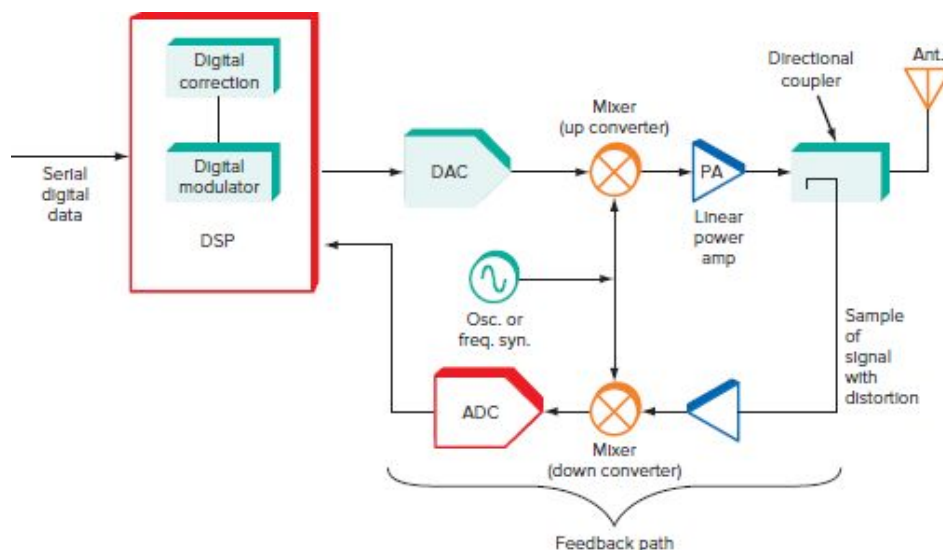 Digital
correction
Digital
modulator
DSP
Serial
digital
data
DAC
Mixer
(up converter)
PA
Linear
power
amp
Directional
coupler
Ant.
Osc. or
freq. syn.
ADC
Mixer
(down converter)
Sample
of
signal
with
distortion
Feedback path